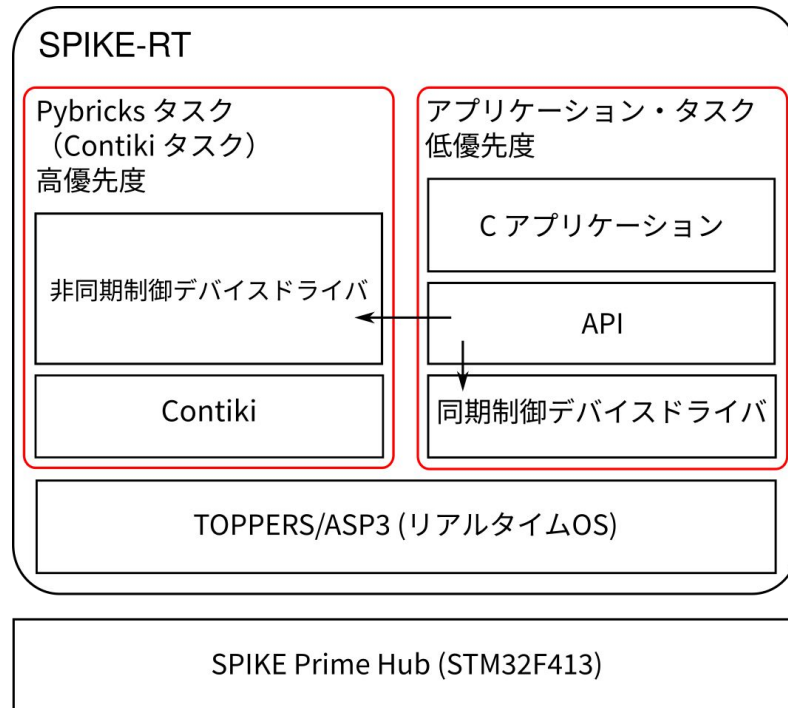 SPIKE-RT
Pybricks タスク
（Contiki タスク）
高優先度
非同期制御デバイスドライバ
Contiki
アプリケーション・タスク
低優先度
C アプリケーション
API
同期制御デバイスドライバ
TOPPERS/ASP3 (リアルタイムOS)
SPIKE Prime Hub (STM32F413)